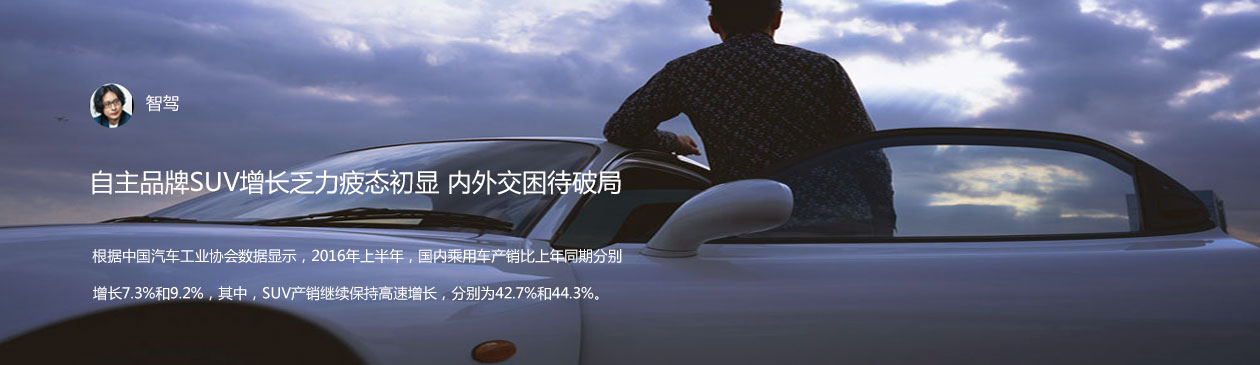 智驾
自主品牌SUV增长乏力疲态初显 内外交困待破局
根据中国汽车工业协会数据显示，2016年上半年，国内乘用车产销比上年同期分别
增长7.3%和9.2%，其中，SUV产销继续保持高速增长，分别为42.7%和44.3%。